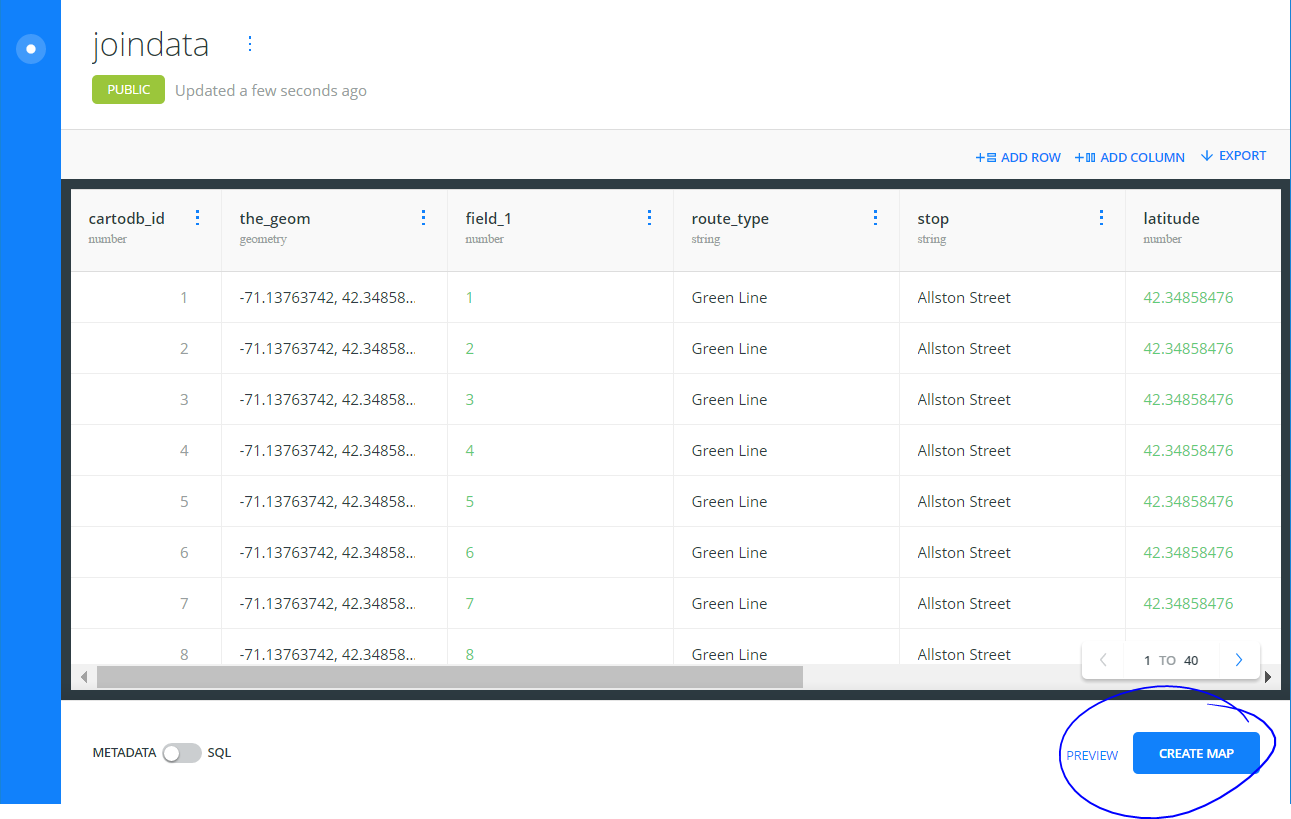 joindata
PUBLIC Updated a few seconds ago
ADD ROW ADD COLUMN EXPORT
cartodb_id the_geom field_1 route_type stop latitude
number geometry number string string number
1 -71.13763742, 42.34858... 1 Green Line Allston Street 42.34858476
2 -71.13763742, 42.34858... 2 Green Line Allston Street 42.34858476
3 -71.13763742, 42.34858... 3 Green Line Allston Street 42.34858476
4 -71.13763742, 42.34858... 4 Green Line Allston Street 42.34858476
5 -71.13763742, 42.34858... 5 Green Line Allston Street 42.34858476
6 -71.13763742, 42.34858... 6 Green Line Allston Street 42.34858476
7 -71.13763742, 42.34858... 7 Green Line Allston Street 42.34858476
8 -71.13763742, 42.34858... 8 Green Line Allston Street
1 TO 40
METADATA SQL PREVIEW CREATE MAP